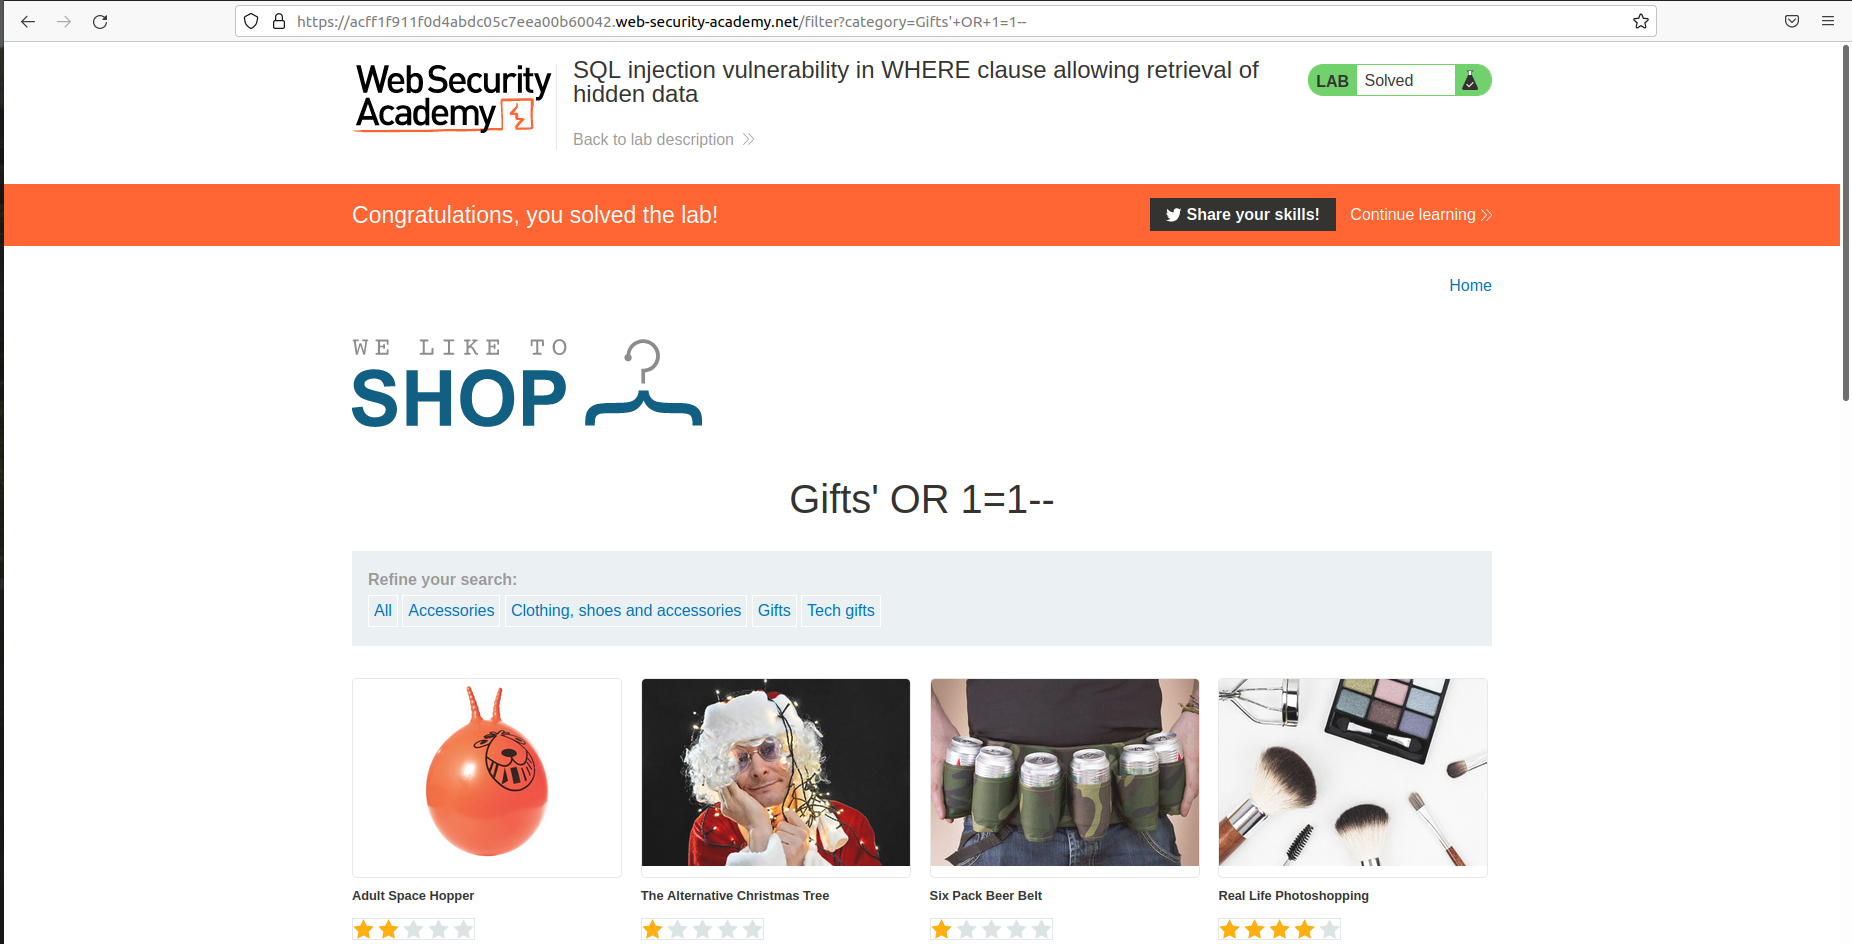 https://acff1f911f0d4abdc05c7eea00b60042.web-security-academy.net/filter?category=Gifts'+OR+1=1--
Web Security
Academy
SQL injection vulnerability in WHERE clause allowing retrieval of
hidden data
Back to lab description
LAB Solved
Congratulations, you solved the lab!
Share your skills!
Continue learning
Home
WE LIKE TO
SHOP
Gifts' OR 1=1--
Refine your search:
All Accessories Clothing, shoes and accessories Gifts Tech gifts
Adult Space Hopper
The Alternative Christmas Tree
Six Pack Beer Belt
Real Life Photoshopping